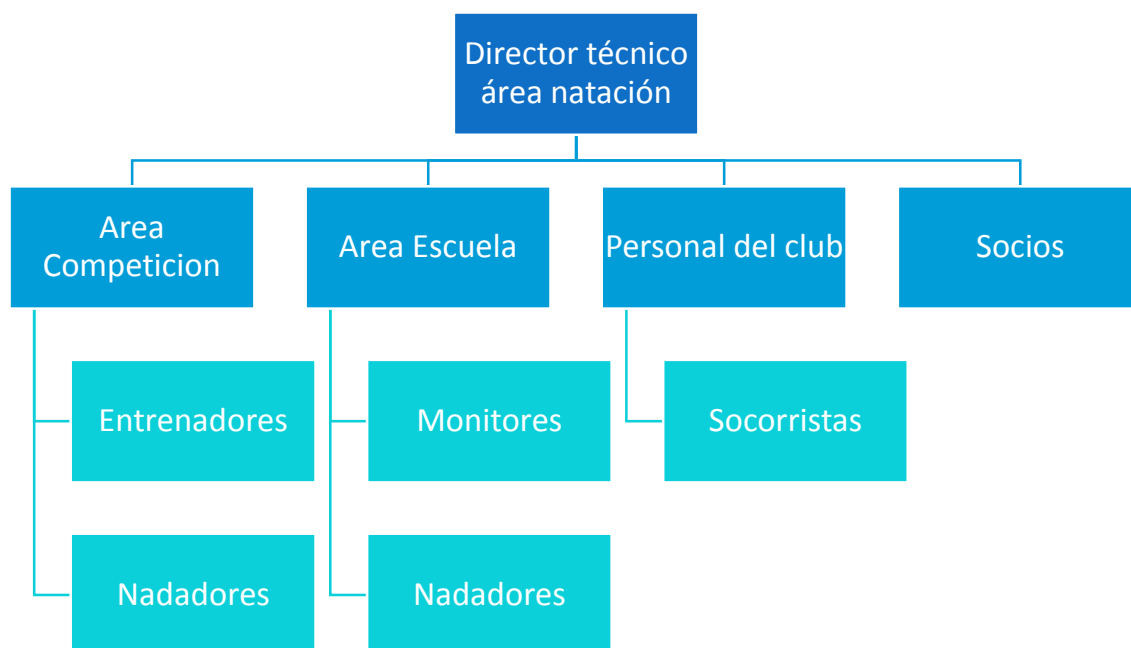 Director técnico
área natación
Area
Competicion
Area Escuela
Personal del club
Socios
Entrenadores
Monitores
Socorristas
Nadadores
Nadadores